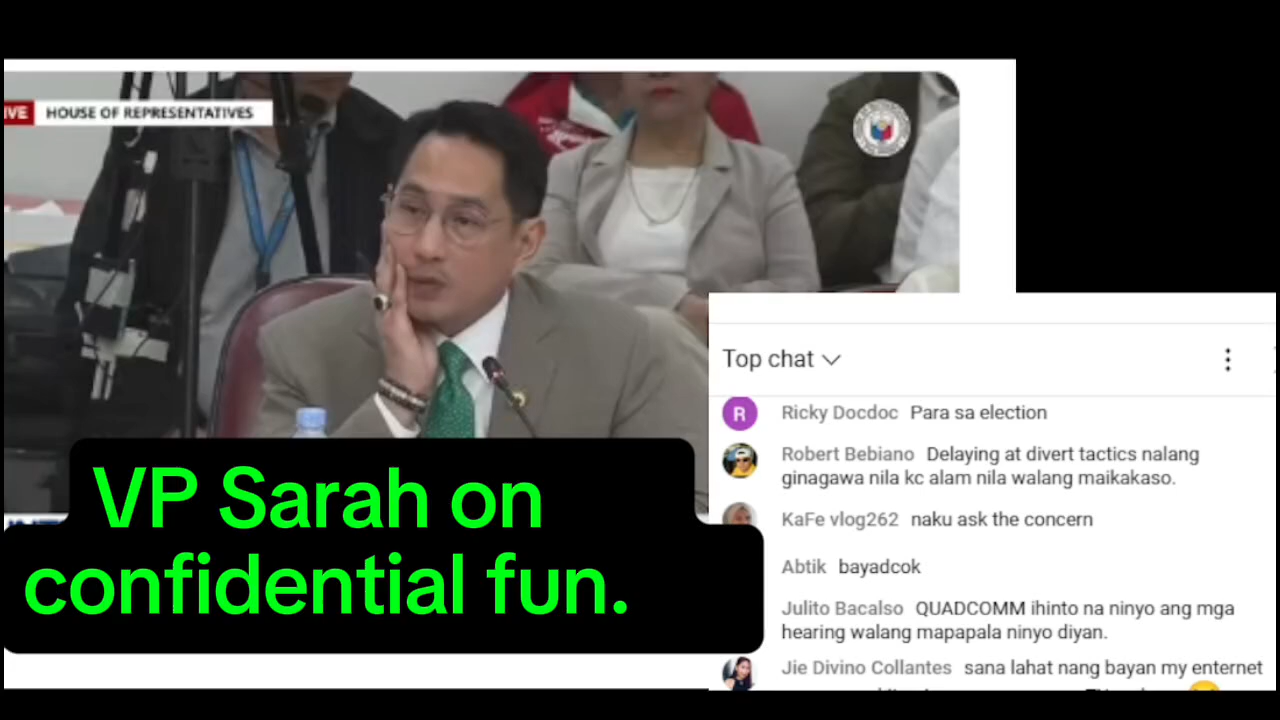 IVE HOUSE OF REPRESENTATIVES
VP Sarah on
confidential fun.
Top chat
R Ricky Docdoc Para sa election
Robert Bebiano Delaying at divert tactics nalang
ginagawa nila kc alam nila walang maikakaso.
KaFe vlog262 naku ask the concern
Abtik bayadcok
Julito Bacalso QUADCOMM ihinto na ninyo ang mga
hearing walang mapapala ninyo diyan.
Jie Divino Collantes sana lahat nang bayan my enternet